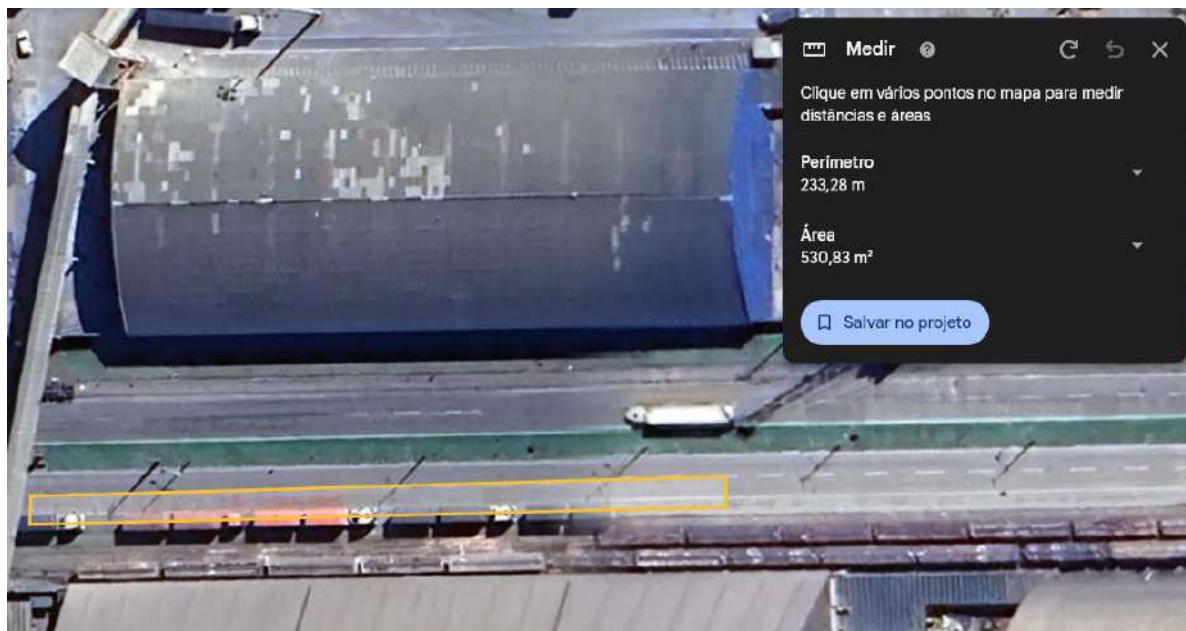 Medir
Clique em vários pontos no mapa para medir
distâncias e áreas
Perímetro
233,28 m
Área
530,83 m²
Salvar no projeto